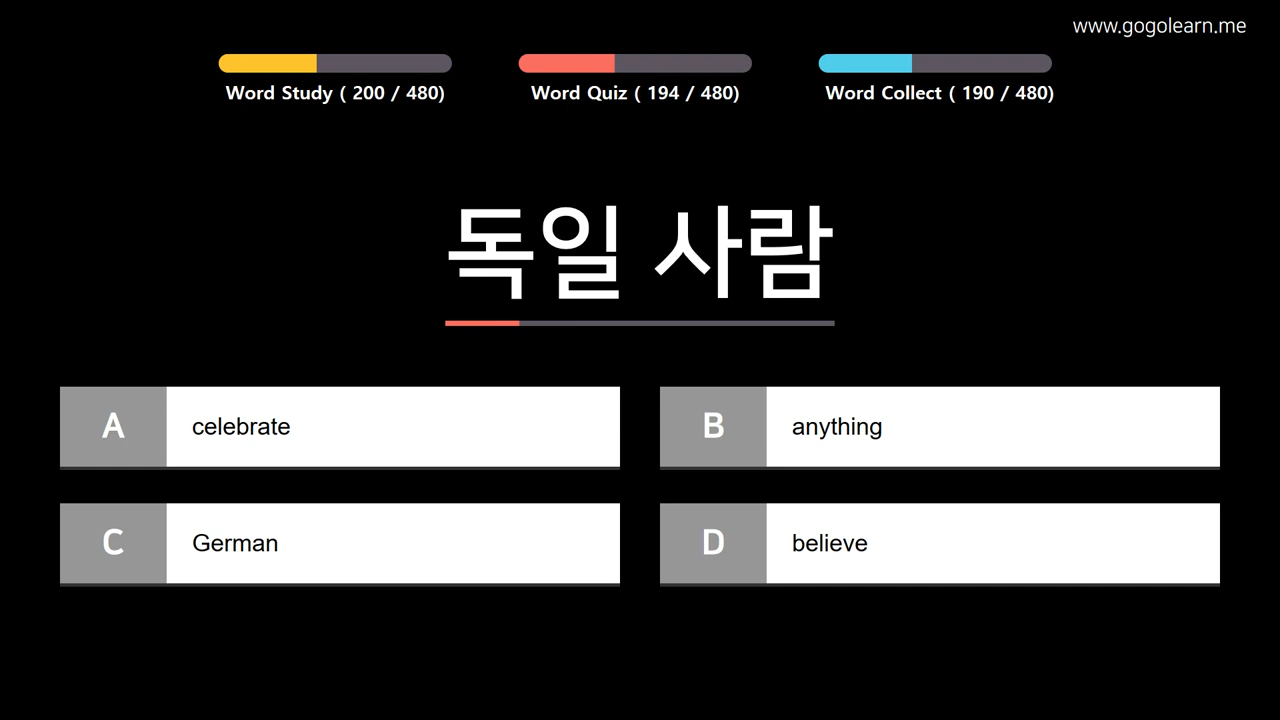 www.gogolearn.me
Word Study ( 200 / 480)
Word Quiz ( 194 / 480)
Word Collect ( 190 / 480)
독일 사람
A
celebrate
B
anything
C
German
D
believe